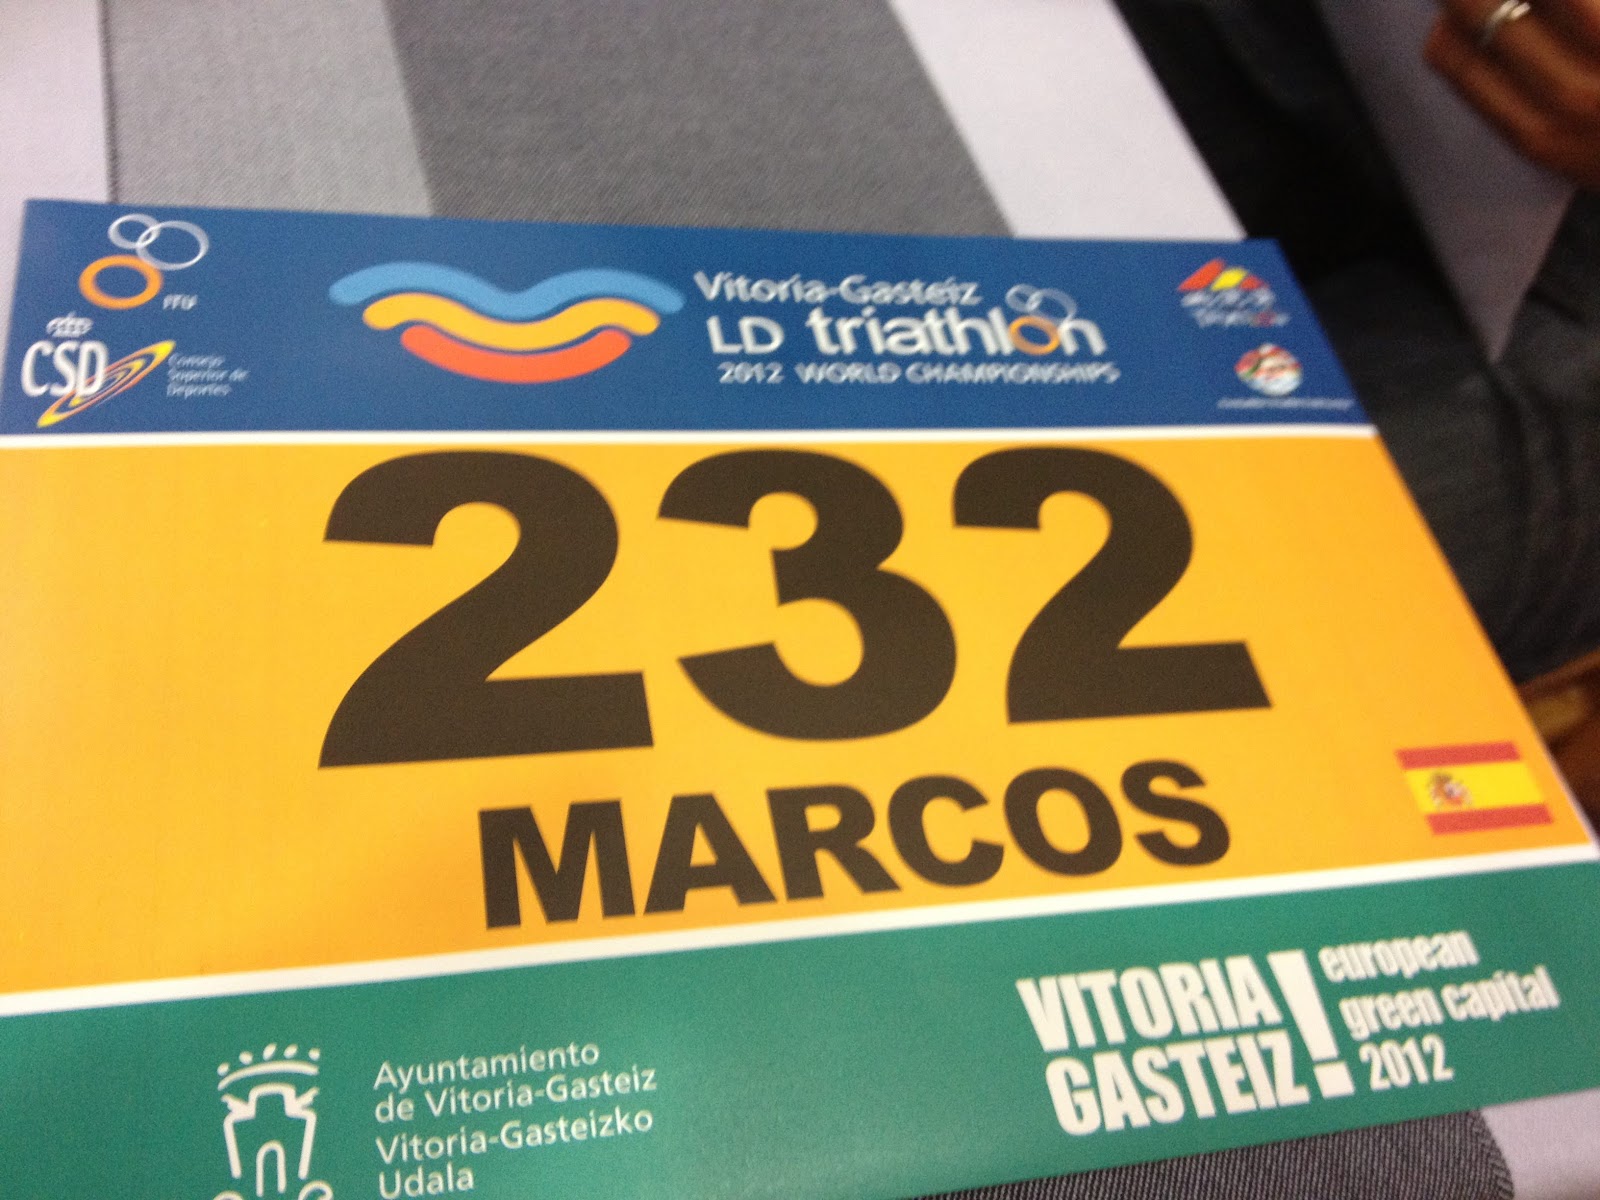 CSD
Consejo
Superior de
Deportes
Vitoria-Gasteiz
LD triathlon
2012 WORLD CHAMPIONSHIPS
232
MARCOS
Ayuntamiento
de Vitoria-Gasteiz
Vitoria-Gasteizko
Udala
VITORIA
GASTEIZ
!
european
green capital
2012